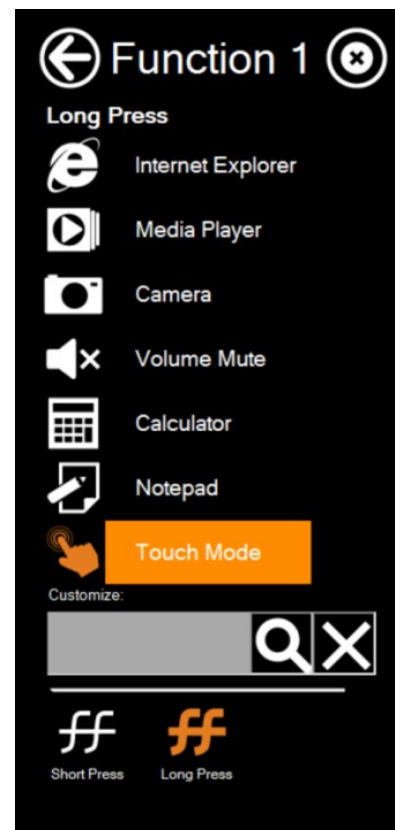 Function 1
Long Press
Internet Explorer
Media Player
Camera
Volume Mute
Calculator
Notepad
Touch Mode
Customize:
Short Press
Long Press